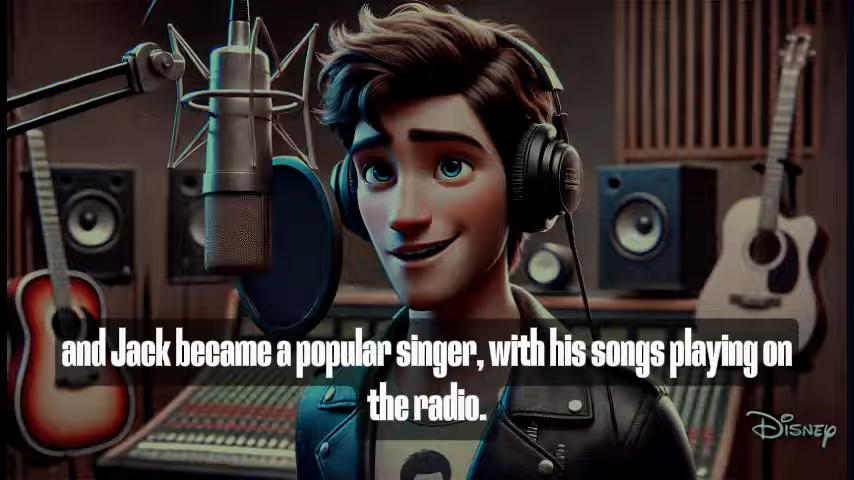 and Jack became a popular singer, with his songs playing on
the radio.
DISNEY